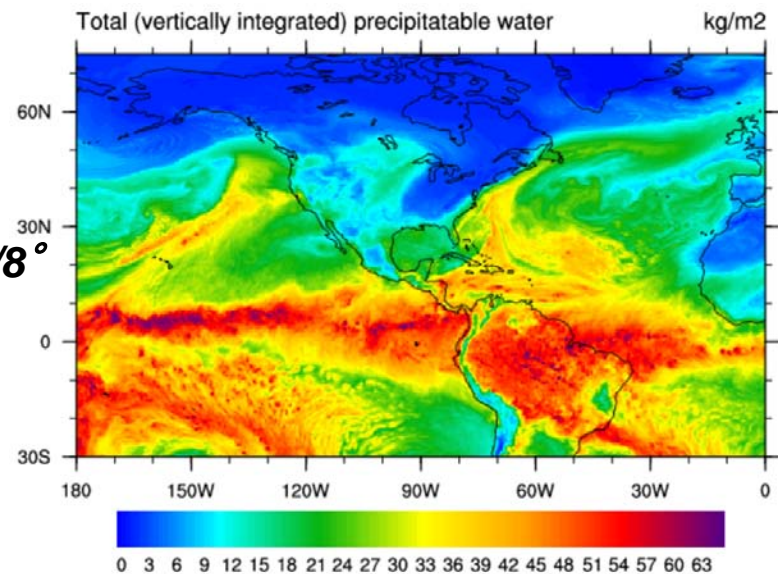 Total (vertically integrated) precipitatable water kg/m2
60N
30N
/8°
0
30S
180 150W 120W 90W 60W 30W 0
0 3 6 9 12 15 18 21 24 27 30 33 36 39 42 45 48 51 54 57 60 63